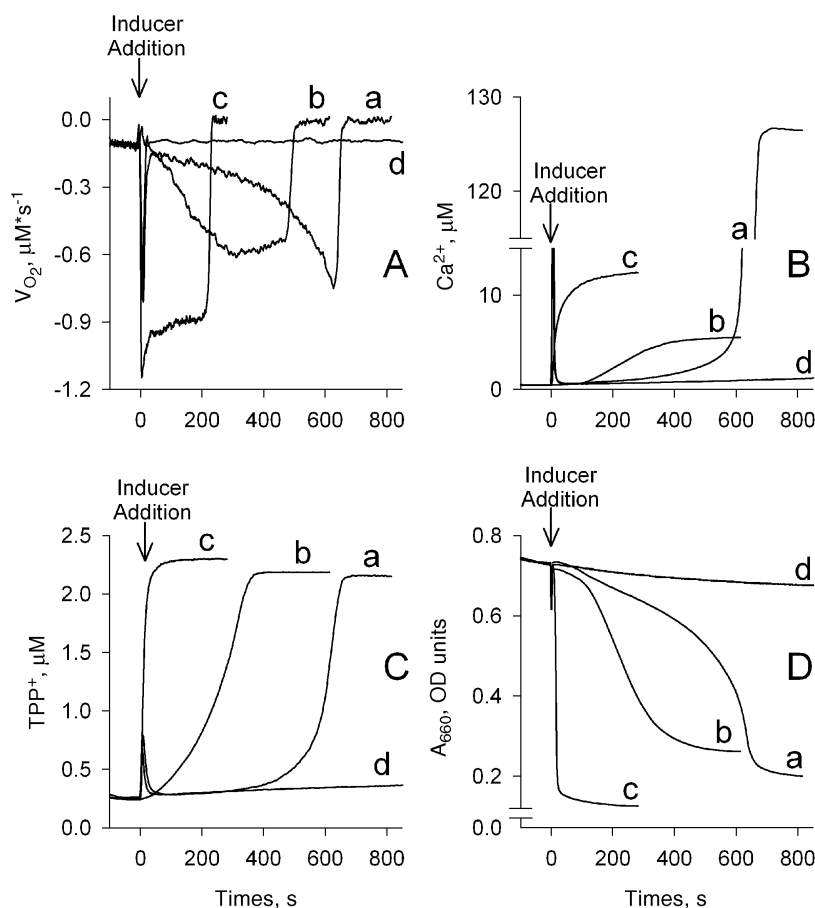 Inducer
Addition
c b a
0.0
d
-0.3
-0.6
-0.9
-1.2
V_O₂, µM*s⁻¹
A
0 200 400 600 800
130
120
10
0
Ca²⁺, µM
Inducer
Addition
a
B
c
b
d
0 200 400 600 800
Inducer
Addition
2.5
2.0
1.5
1.0
0.5
0.0
TPP⁺, µM
c b a
C
d
0 200 400 600 800
Times, s
Inducer
Addition
0.8
0.6
0.4
0.2
0.0
A₆₆₀, OD units
d
D
b
a
c
0 200 400 600 800
Times, s